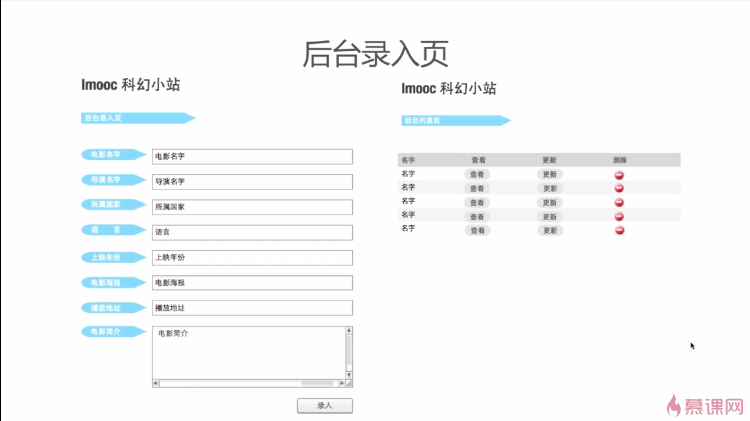 后台录入页
Imooc 科幻小站
后台录入页
电影名字 电影名字
导演名字 导演名字
所属国家 所属国家
语 言 语言
上映年份 上映年份
电影海报 电影海报
播放地址 播放地址
电影简介 电影简介
录入
Imooc 科幻小站
后台列表页
名字 查看 更新 删除
名字 查看 更新
名字 查看 更新
名字 查看 更新
名字 查看 更新
名字 查看 更新
慕课网